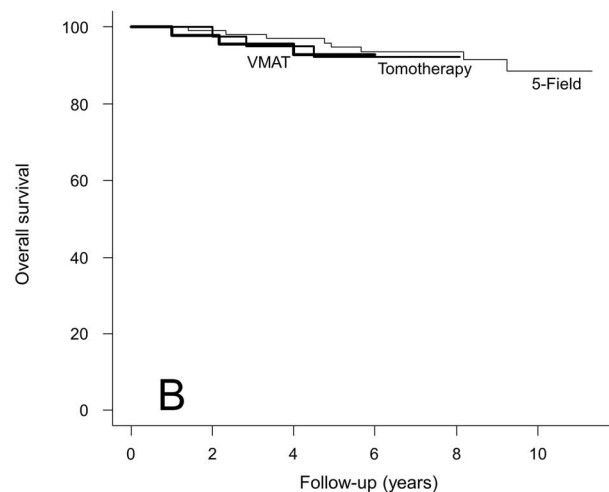 100
80
60
40
20
0
Overall survival
VMAT
Tomotherapy
5-Field
B
0 2 4 6 8 10
Follow-up (years)